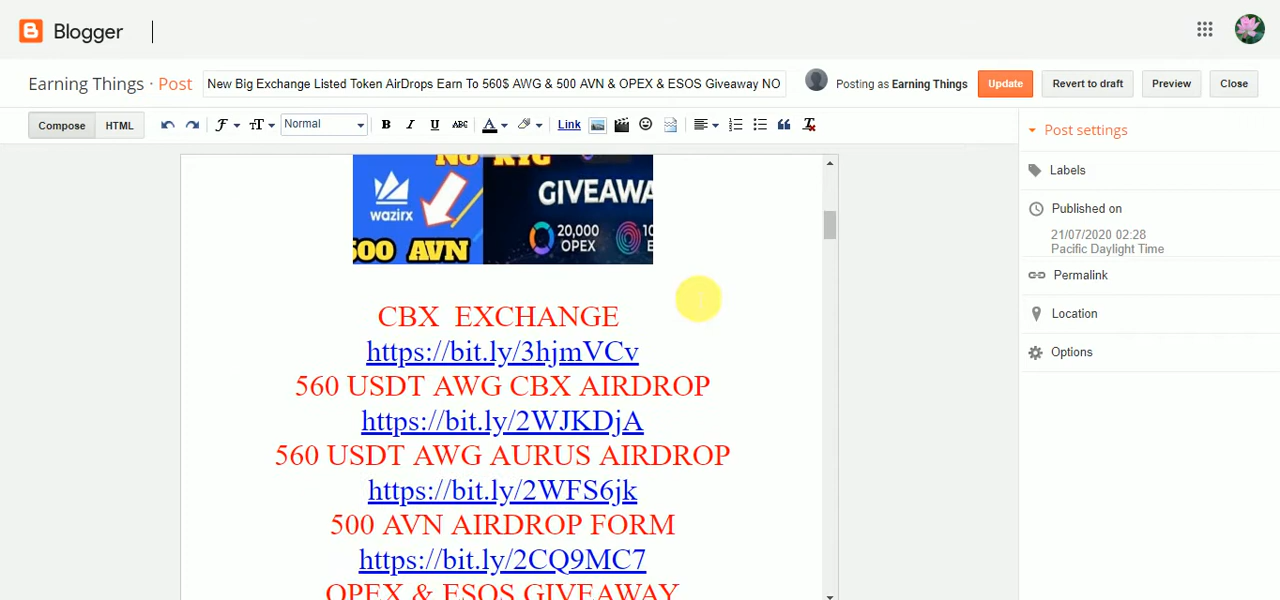 Blogger
Earning Things · Post
New Big Exchange Listed Token AirDrops Earn To 560$ AWG & 500 AVN & OPEX & ESOS Giveaway NO
Posting as Earning Things
Update
Revert to draft
Preview
Close
Compose
HTML
Normal
B
I
U
ABC
A
Link
Post settings
Labels
Published on
21/07/2020 02:28
Pacific Daylight Time
Permalink
Location
Options
NO KYC
wazirx
GIVEAWA
20,000
OPEX
500 AVN
CBX EXCHANGE
https://bit.ly/3hjmVCv
560 USDT AWG CBX AIRDROP
https://bit.ly/2WJKDjA
560 USDT AWG AURUS AIRDROP
https://bit.ly/2WFS6jk
500 AVN AIRDROP FORM
https://bit.ly/2CQ9MC7
OPEX & ESOS GIVEAWAY